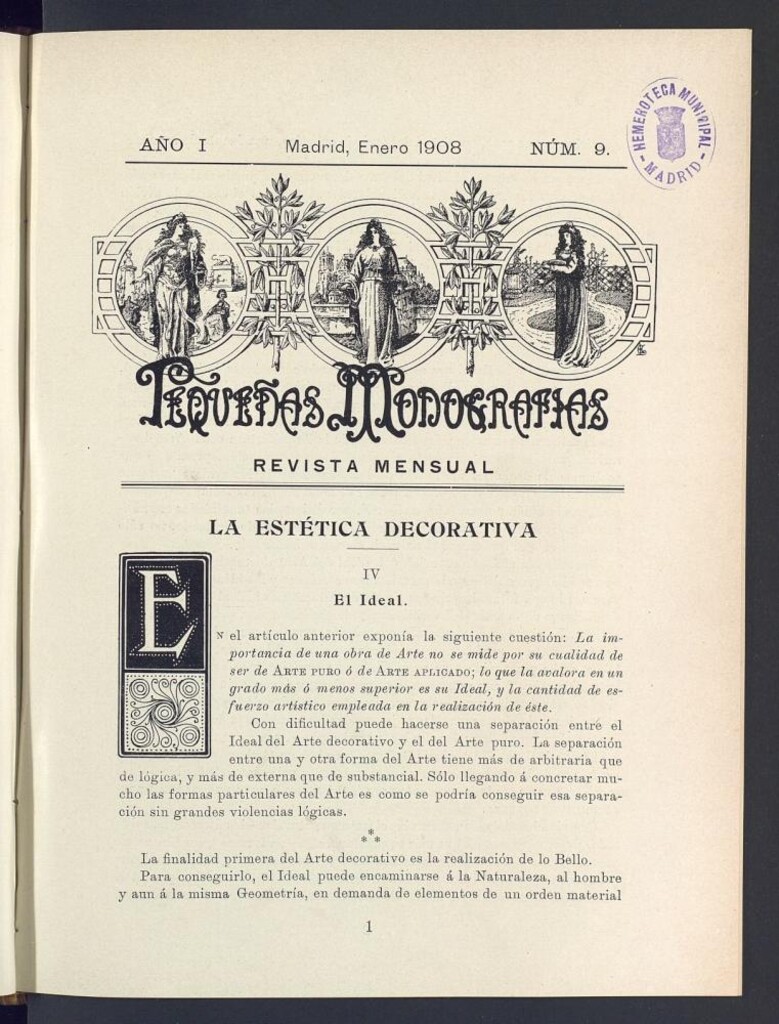 AÑO I Madrid, Enero 1908 NÚM. 9.
HEMEROTECA MUNICIPAL
MADRID
PEQUEÑAS MONOGRAFIAS
REVISTA MENSUAL
LA ESTÉTICA DECORATIVA
IV
El Ideal.
EN el artículo anterior exponía la siguiente cuestión: La im-
portancia de una obra de Arte no se mide por su cualidad de
ser de ARTE PURO ó de ARTE APLICADO; lo que la avalora en un
grado más ó menos superior es su Ideal, y la cantidad de es-
fuerzo artístico empleada en la realización de éste.
Con dificultad puede hacerse una separación entre el
Ideal del Arte decorativo y el del Arte puro. La separación
entre una y otra forma del Arte tiene más de arbitraria que
de lógica, y más de externa que de substancial. Sólo llegando á concretar mu-
cho las formas particulares del Arte es como se podría conseguir esa separa-
ción sin grandes violencias lógicas.
* * *
La finalidad primera del Arte decorativo es la realización de lo Bello.
Para conseguirlo, el Ideal puede encaminarse á la Naturaleza, al hombre
y aun á la misma Geometría, en demanda de elementos de un orden material
1